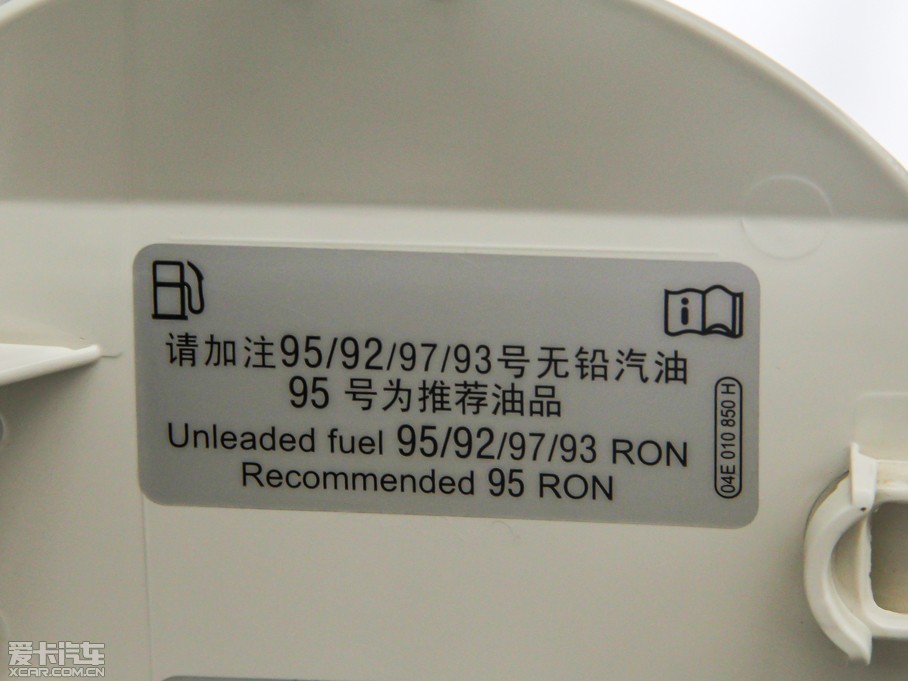 请加注95/92/97/93号无铅汽油
95 号为推荐油品
Unleaded fuel 95/92/97/93 RON
Recommended 95 RON
04E 010 850 H
爱卡汽车
XCAR.COM.CN